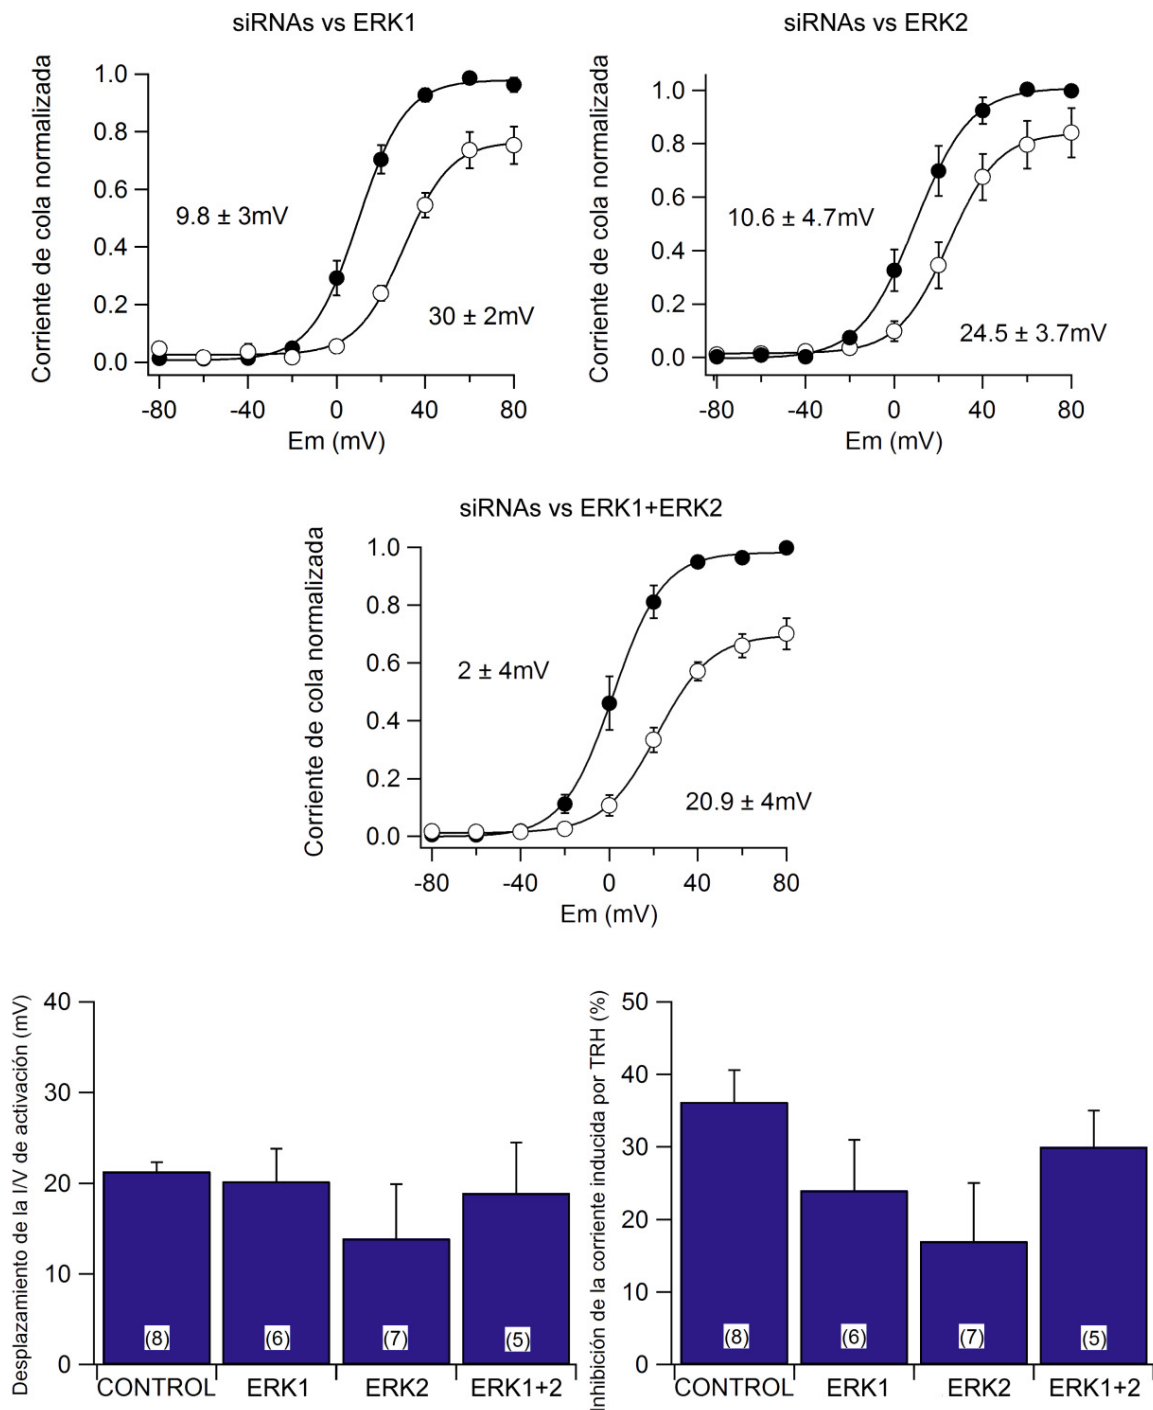 siRNAs vs ERK1
Corriente de cola normalizada
1.0
0.8
0.6
0.4
0.2
0.0
9.8 ± 3mV
30 ± 2mV
-80
-40
0
40
80
Em (mV)
siRNAs vs ERK2
Corriente de cola normalizada
1.0
0.8
0.6
0.4
0.2
0.0
10.6 ± 4.7mV
24.5 ± 3.7mV
-80
-40
0
40
80
Em (mV)
siRNAs vs ERK1+ERK2
Corriente de cola normalizada
1.0
0.8
0.6
0.4
0.2
0.0
2 ± 4mV
20.9 ± 4mV
-80
-40
0
40
80
Em (mV)
Desplazamiento de la I/V de activación (mV)
40
30
20
10
0
(8)
(6)
(7)
(5)
CONTROL
ERK1
ERK2
ERK1+2
Inhibición de la corriente inducida por TRH (%)
50
40
30
20
10
0
(8)
(6)
(7)
(5)
CONTROL
ERK1
ERK2
ERK1+2